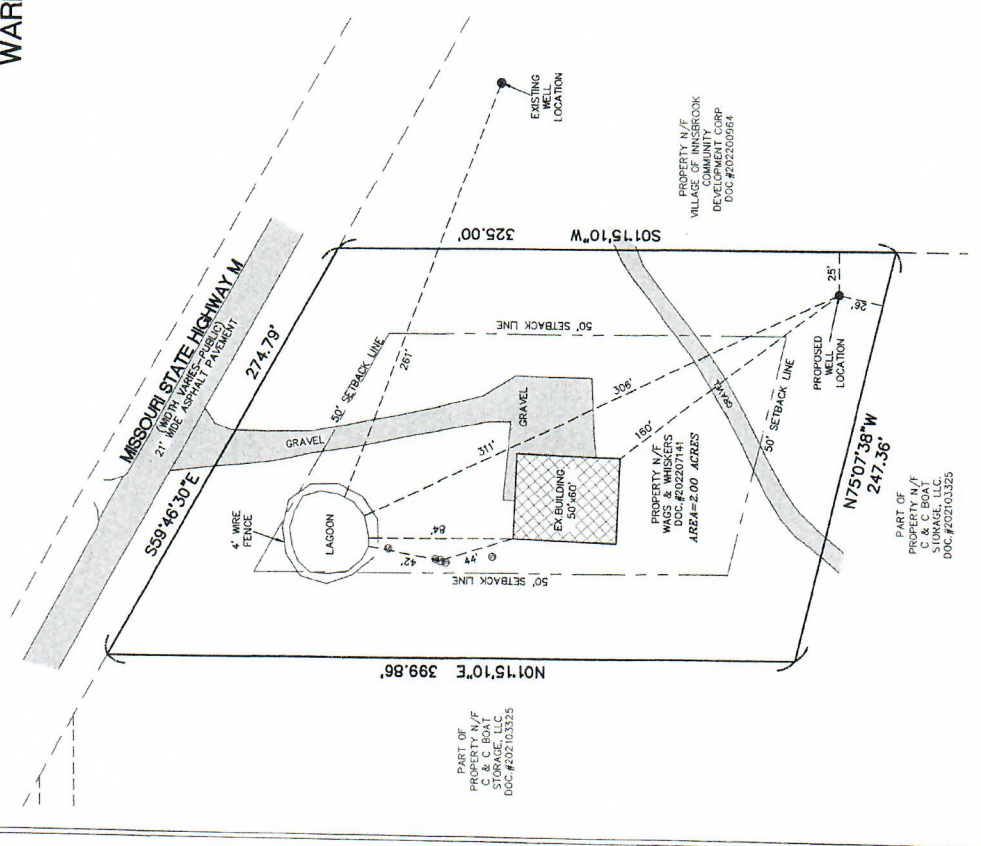 WAR
MISSOURI STATE HIGHWAY M
(WIDTH VARIES-PUBLIC)
21' WIDE ASPHALT PAVEMENT
S59°46'30"E
274.79'
EXISTING
WELL
LOCATION
PROPERTY N/F
VILLAGE OF INNSBROOK
COMMUNITY
DEVELOPMENT CORP.
DOC.#202200964
S01°15'10"W
325.00'
50' SETBACK LINE
261'
50' SETBACK LINE
4' WIRE
FENCE
LAGOON
GRAVEL
GRAVEL
311'
306'
84'
42'
44'
EX.BUILDING
50'x60'
160'
GRAVEL
25'
26'
PROPOSED
WELL
LOCATION
50' SETBACK LINE
50' SETBACK LINE
PROPERTY N/F
WAGS & WHISKERS
DOC.#202207141
AREA=2.00 ACRES
N75°07'38"W
247.36'
N01°15'10"E
399.86'
PART OF
PROPERTY N/F
C & C BOAT
STORAGE, LLC.
DOC.#202103325
PART OF
PROPERTY N/F
C & C BOAT
STORAGE, LLC.
DOC.#202103325